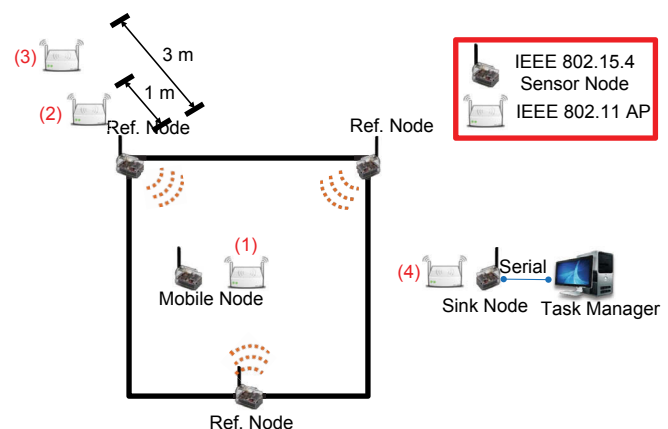 (3)
3 m
1 m
(2)
Ref. Node
Ref. Node
IEEE 802.15.4
Sensor Node
IEEE 802.11 AP
(1)
Mobile Node
(4)
Serial
Sink Node
Task Manager
Ref. Node